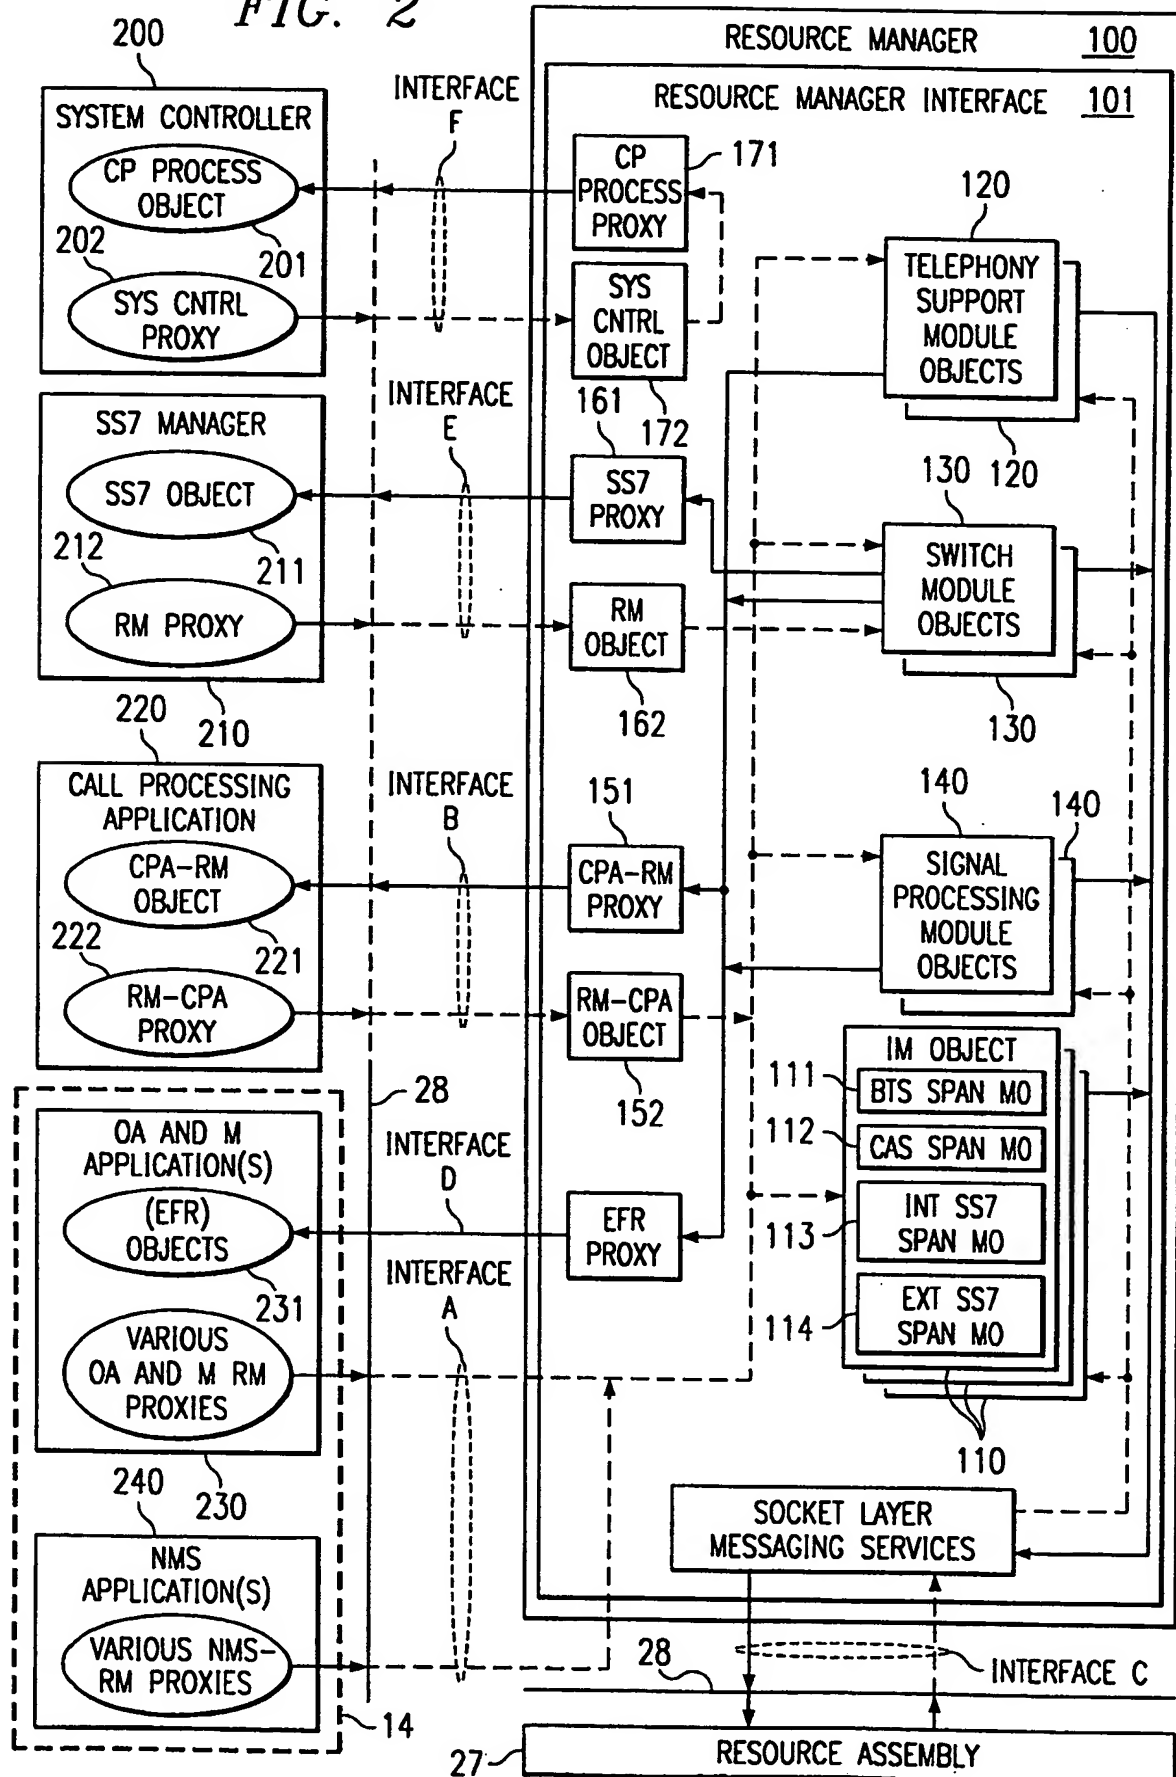 FIG. 2
200
SYSTEM CONTROLLER
CP PROCESS
OBJECT
202
201
SYS CNTRL
PROXY
SS7 MANAGER
SS7 OBJECT
212
211
RM PROXY
220
210
CALL PROCESSING
APPLICATION
CPA-RM
OBJECT
222
221
RM-CPA
PROXY
OA AND M
APPLICATION(S)
(EFR)
OBJECTS
231
VARIOUS
OA AND M RM
PROXIES
240
230
NMS
APPLICATION(S)
VARIOUS NMS-
RM PROXIES
14
28
INTERFACE
F
INTERFACE
E
INTERFACE
B
INTERFACE
D
INTERFACE
A
RESOURCE MANAGER 100
RESOURCE MANAGER INTERFACE 101
CP
PROCESS
PROXY
171
SYS
CNTRL
OBJECT
161
172
SS7
PROXY
RM
OBJECT
162
151
CPA-RM
PROXY
RM-CPA
OBJECT
152
EFR
PROXY
120
TELEPHONY
SUPPORT
MODULE
OBJECTS
120
130
SWITCH
MODULE
OBJECTS
130
140
140
SIGNAL
PROCESSING
MODULE
OBJECTS
IM OBJECT
111
BTS SPAN MO
112
CAS SPAN MO
113
INT SS7
SPAN MO
114
EXT SS7
SPAN MO
110
SOCKET LAYER
MESSAGING SERVICES
28
INTERFACE C
27
RESOURCE ASSEMBLY